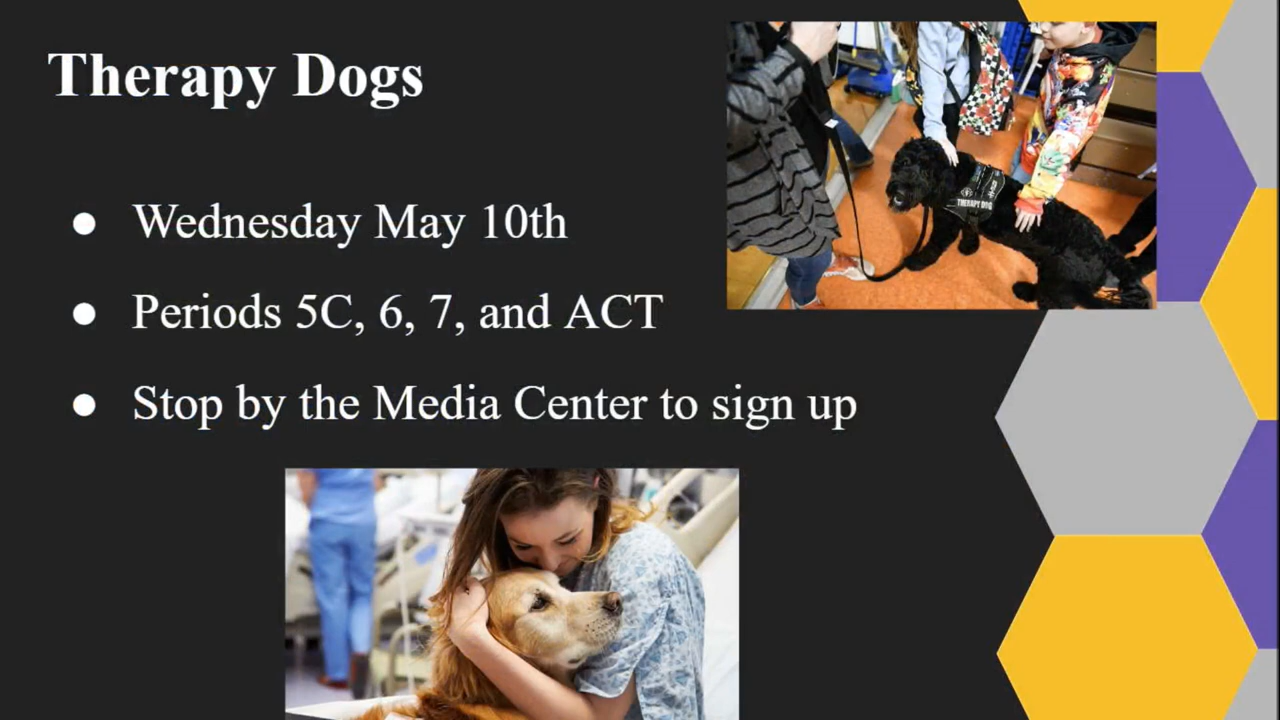 Therapy Dogs
● Wednesday May 10th
● Periods 5C, 6, 7, and ACT
● Stop by the Media Center to sign up
THERAPY DOG